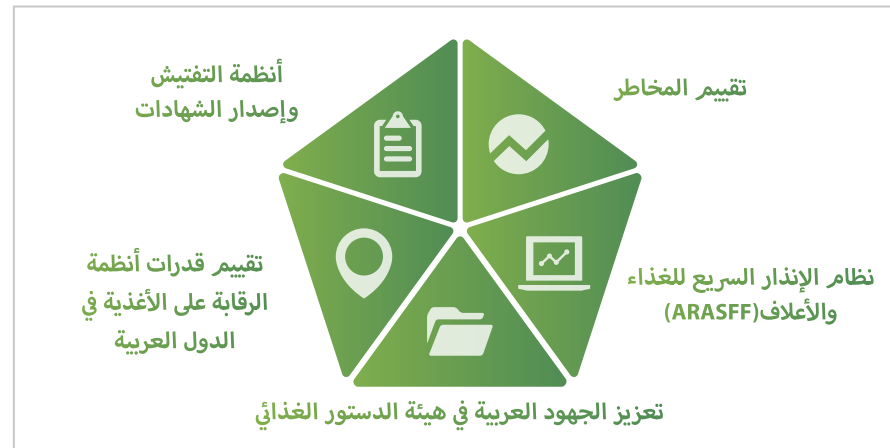 تقييم المخاطر
أنظمة التفتيش
وإصدار الشهادات
نظام الإنذار السريع للغذاء
والأعلاف(ARASFF)
تقييم قدرات أنظمة
الرقابة على الأغذية في
الدول العربية
تعزيز الجهود العربية في هيئة الدستور الغذائي